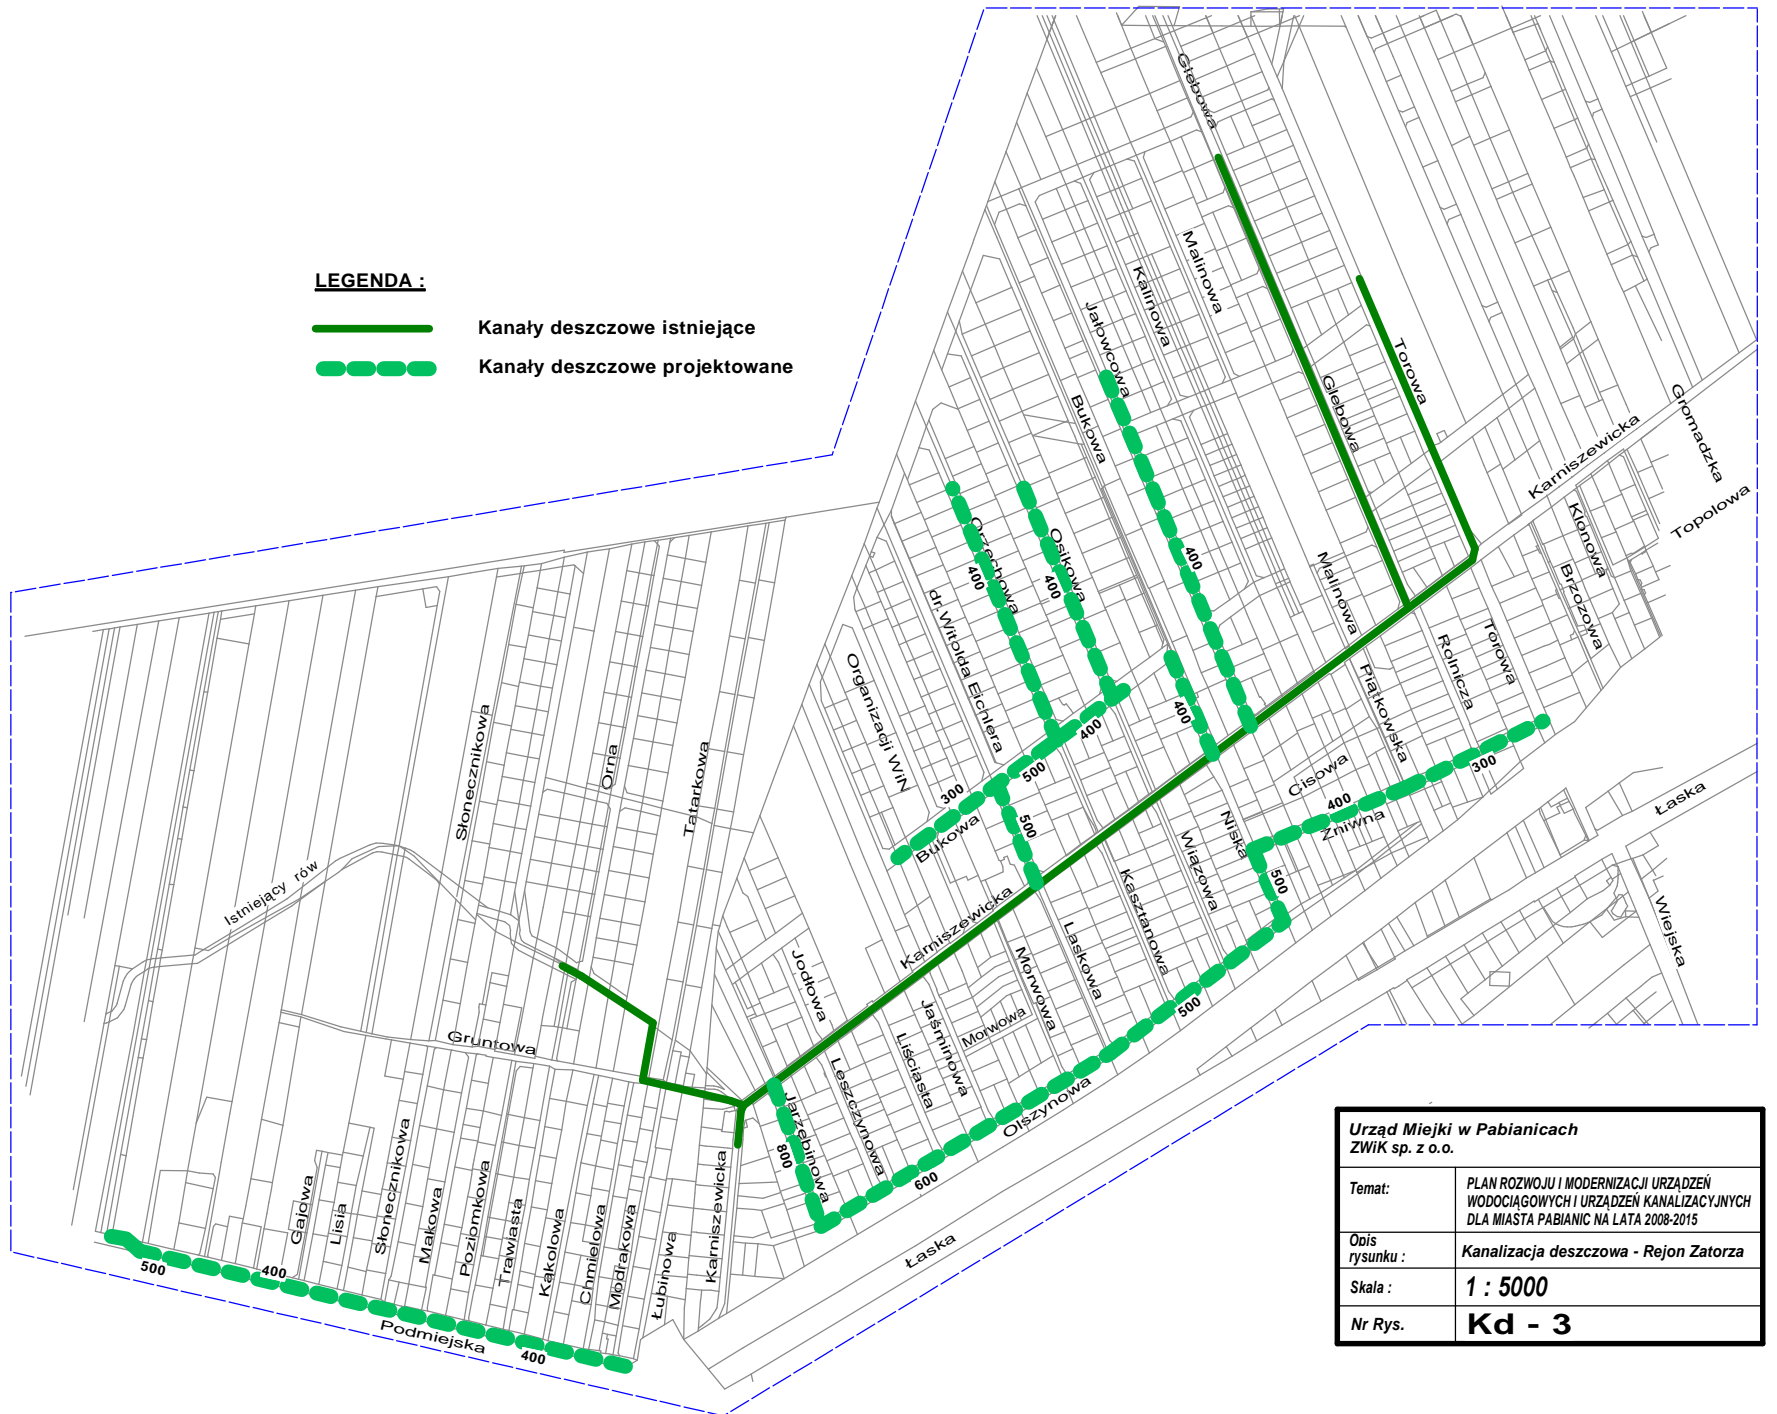 LEGENDA :
Kanały deszczowe istniejące
Kanały deszczowe projektowane
Glebowa
Malinowa
Kalinowa
Jałowcowa
Torowa
Glebowa
Bukowa
Gromadzka
Karniszewicka
Topolowa
Klonowa
Brzozowa
Orzechowa
400
Osikowa
400
400
dr. Witolda Eichlera
Malinowa
Organizacji WiN
Torowa
Rolnicza
Piątkowska
400
400
500
300
Bukowa
500
Słonecznikowa
Orna
Tatarkowa
Cisowa
300
400
Żniwna
Łaska
Niska
Wiązowa
500
Kasztanowa
Istniejący rów
Karniszewicka
Wiejska
Laskowa
Morwowa
Jodłowa
500
Jaśminowa
Morwowa
Liściasta
Gruntowa
Leszczynowa
Olszynowa
Jarzębinowa
800
600
Słonecznikowa
Gajowa
Lisia
Makowa
Poziomkowa
Trawiasta
Kąkolowa
Chmielowa
Modrakowa
Łubinowa
Karniszewicka
Łaska
500
400
Podmiejska
400
Urząd Miejki w Pabianicach
ZWiK sp. z o.o.
Temat:
PLAN ROZWOJU I MODERNIZACJI URZĄDZEŃ
WODOCIĄGOWYCH I URZĄDZEŃ KANALIZACYJNYCH
DLA MIASTA PABIANIC NA LATA 2008-2015
Opis
rysunku :
Kanalizacja deszczowa - Rejon Zatorza
Skala :
1 : 5000
Nr Rys.
Kd - 3